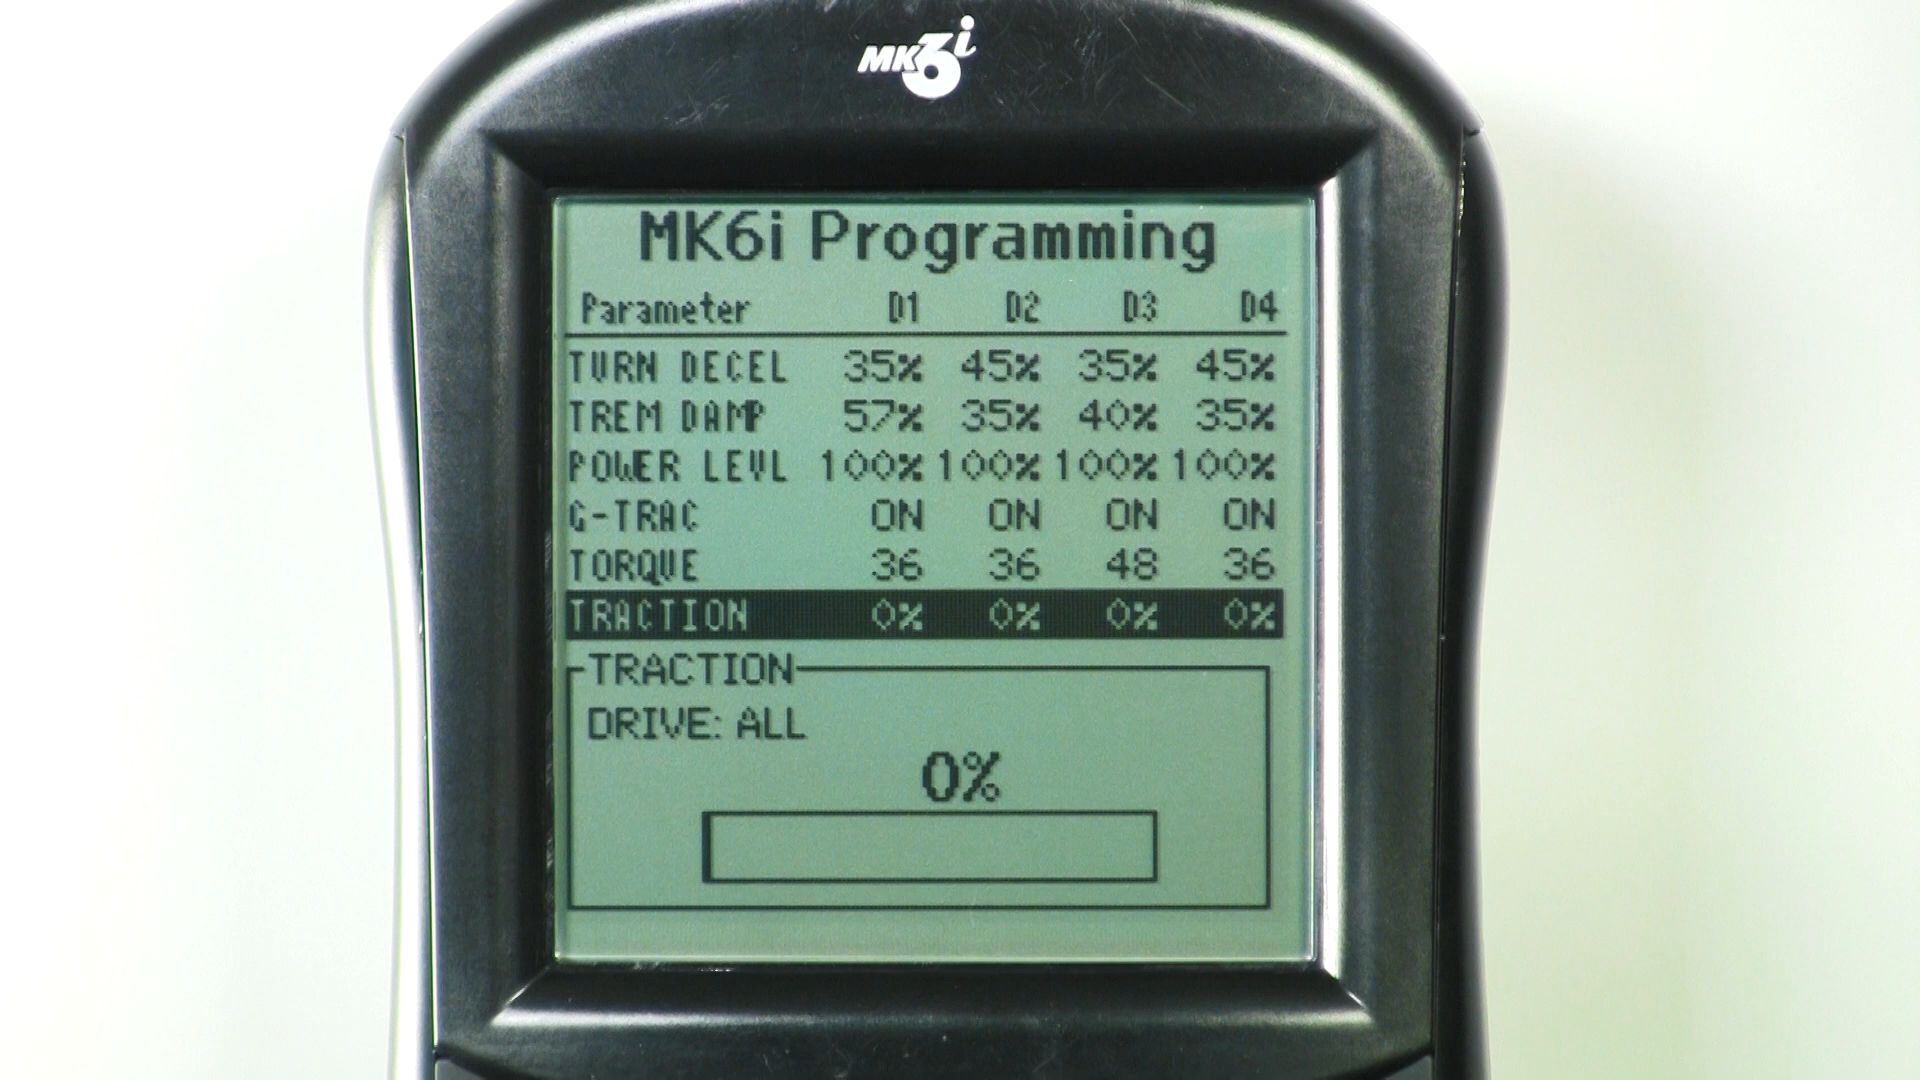 MK6i
MK6i Programming
Parameter D1 D2 D3 D4
TURN DECEL 35% 45% 35% 45%
TREM DAMP 57% 35% 40% 35%
POWER LEVL 100% 100% 100% 100%
G-TRAC ON ON ON ON
TORQUE 36 36 48 36
TRACTION 0% 0% 0% 0%
TRACTION
DRIVE: ALL
0%